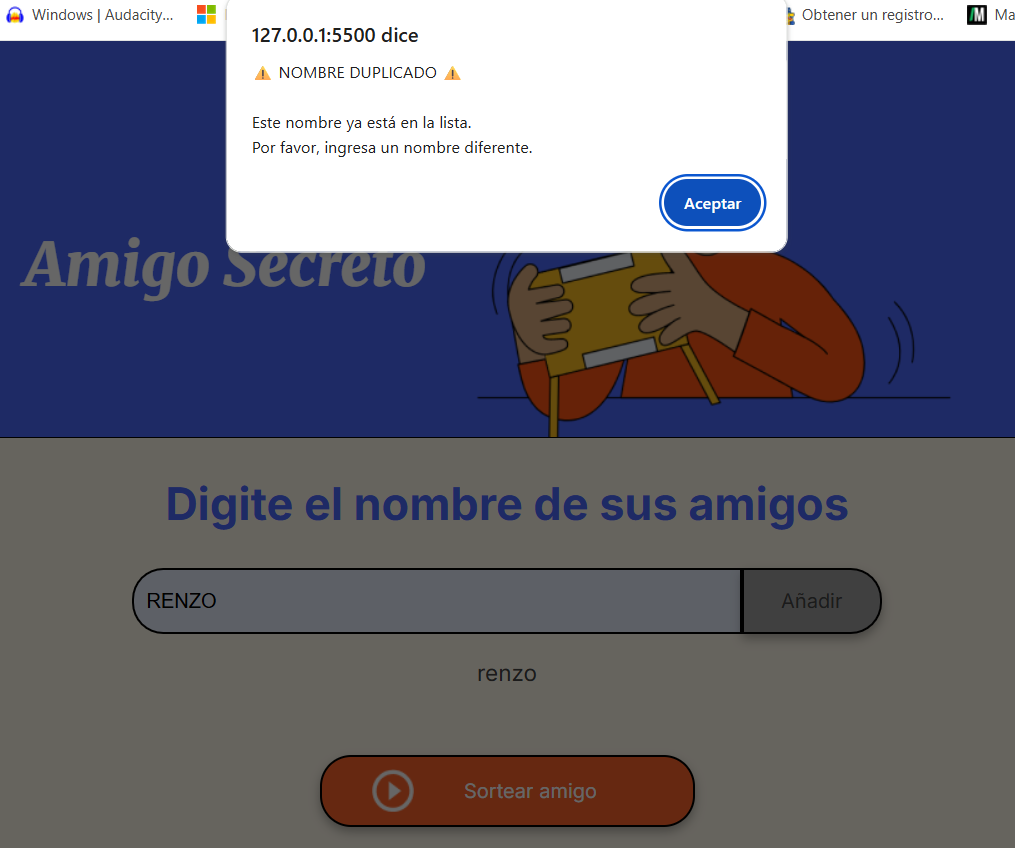 Windows | Audacity...
Obtener un registro...
127.0.0.1:5500 dice
⚠️ NOMBRE DUPLICADO ⚠️
Este nombre ya está en la lista.
Por favor, ingresa un nombre diferente.
Aceptar
Amigo Secreto
Digite el nombre de sus amigos
RENZO
Añadir
renzo
Sortear amigo